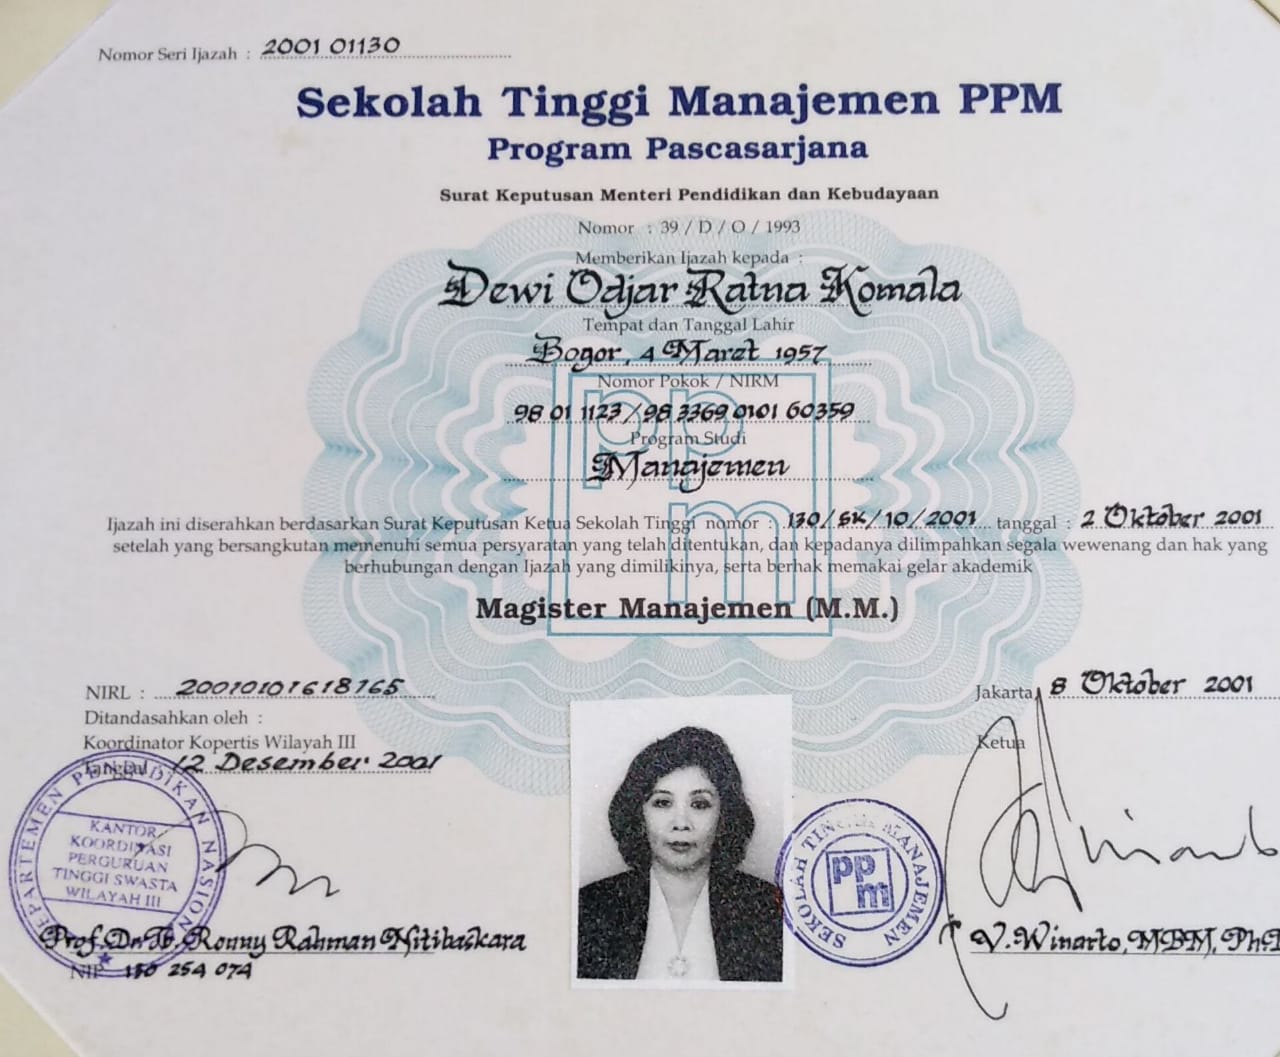 Nomor Seri Ijazah : 2001 01130
Sekolah Tinggi Manajemen PPM
Program Pascasarjana
Surat Keputusan Menteri Pendidikan dan Kebudayaan
Nomor : 39 / D / O / 1993
Memberikan Ijazah kepada :
Dewi Odjar Ratna Komala
Tempat dan Tanggal Lahir
Bogor, 4 Maret 1957
Nomor Pokok / NIRM
98 01 1123 / 98 3369 0101 60359
Program Studi
Manajemen
ppm
Ijazah ini diserahkan berdasarkan Surat Keputusan Ketua Sekolah Tinggi nomor : 130/SK/10/2001 tanggal : 2 Oktober 2001
setelah yang bersangkutan memenuhi semua persyaratan yang telah ditentukan, dan kepadanya dilimpahkan segala wewenang dan hak yang
berhubungan dengan Ijazah yang dimilikinya, serta berhak memakai gelar akademik
Magister Manajemen (M.M.)
NIRL : 20010101618165
Jakarta, 8 Oktober 2001
Ditandasahkan oleh :
Koordinator Kopertis Wilayah III
Ketua
Tanggal 12 Desember 2001
DEPARTEMEN PENDIDIKAN NASIONAL
KANTOR
KOORDINASI
PERGURUAN
TINGGI SWASTA
WILAYAH III
SEKOLAH TINGGI MANAJEMEN
ppm
Prof. Dr. Tb. Ronny Rahman Nitibaskara
V. Winarto, MBM, Ph.D
NIP 130 254 074